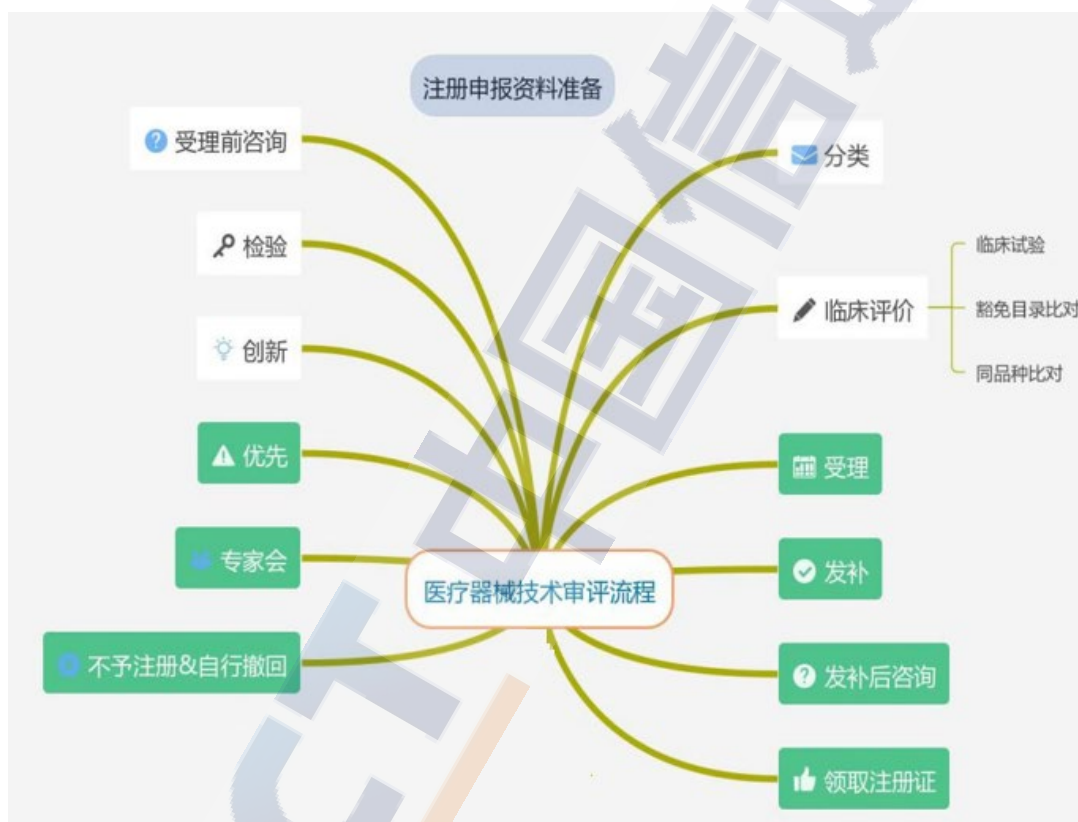 注册申报资料准备
受理前咨询
检验
创新
优先
专家会
不予注册&自行撤回
医疗器械技术审评流程
分类
临床评价
临床试验
豁免目录比对
同品种比对
受理
发补
发补后咨询
领取注册证
中国信